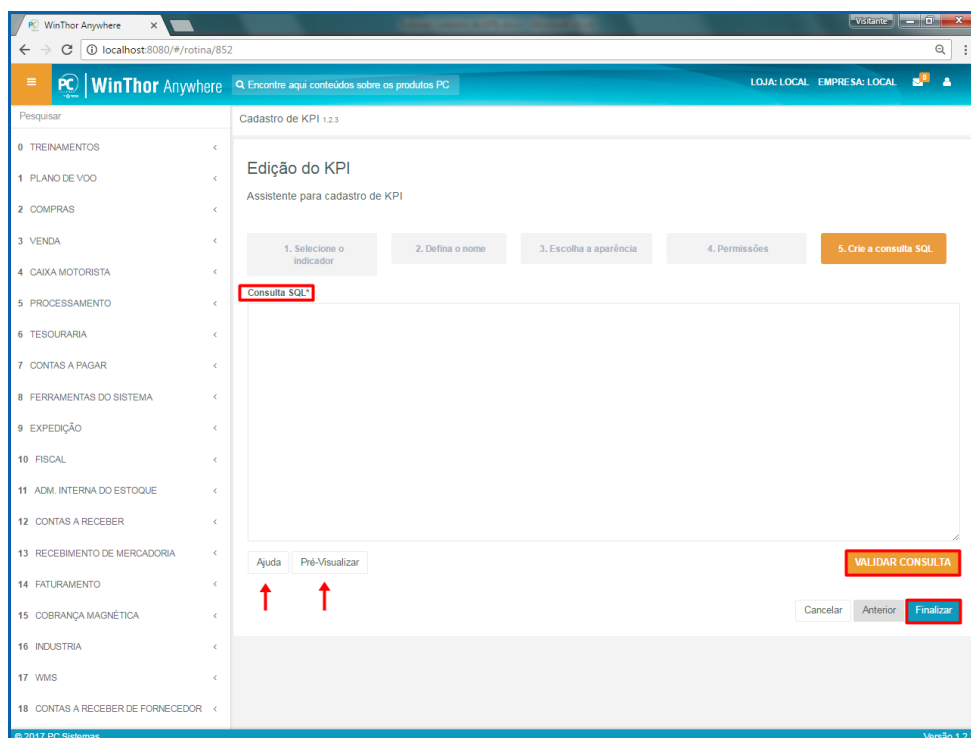 WinThor Anywhere
Visitante
localhost:8080/#/rotina/852
PC WinThor Anywhere
Encontre aqui conteúdos sobre os produtos PC
LOJA: LOCAL EMPRESA: LOCAL
0
Pesquisar
Cadastro de KPI 1.2.3
0 TREINAMENTOS
1 PLANO DE VOO
2 COMPRAS
3 VENDA
4 CAIXA MOTORISTA
5 PROCESSAMENTO
6 TESOURARIA
7 CONTAS A PAGAR
8 FERRAMENTAS DO SISTEMA
9 EXPEDIÇÃO
10 FISCAL
11 ADM. INTERNA DO ESTOQUE
12 CONTAS A RECEBER
13 RECEBIMENTO DE MERCADORIA
14 FATURAMENTO
15 COBRANÇA MAGNÉTICA
16 INDUSTRIA
17 WMS
18 CONTAS A RECEBER DE FORNECEDOR
Edição do KPI
Assistente para cadastro de KPI
1. Selecione o
indicador
2. Defina o nome
3. Escolha a aparência
4. Permissões
5. Crie a consulta SQL
Consulta SQL*
Ajuda
Pré-Visualizar
VALIDAR CONSULTA
Cancelar
Anterior
Finalizar
© 2017 PC Sistemas